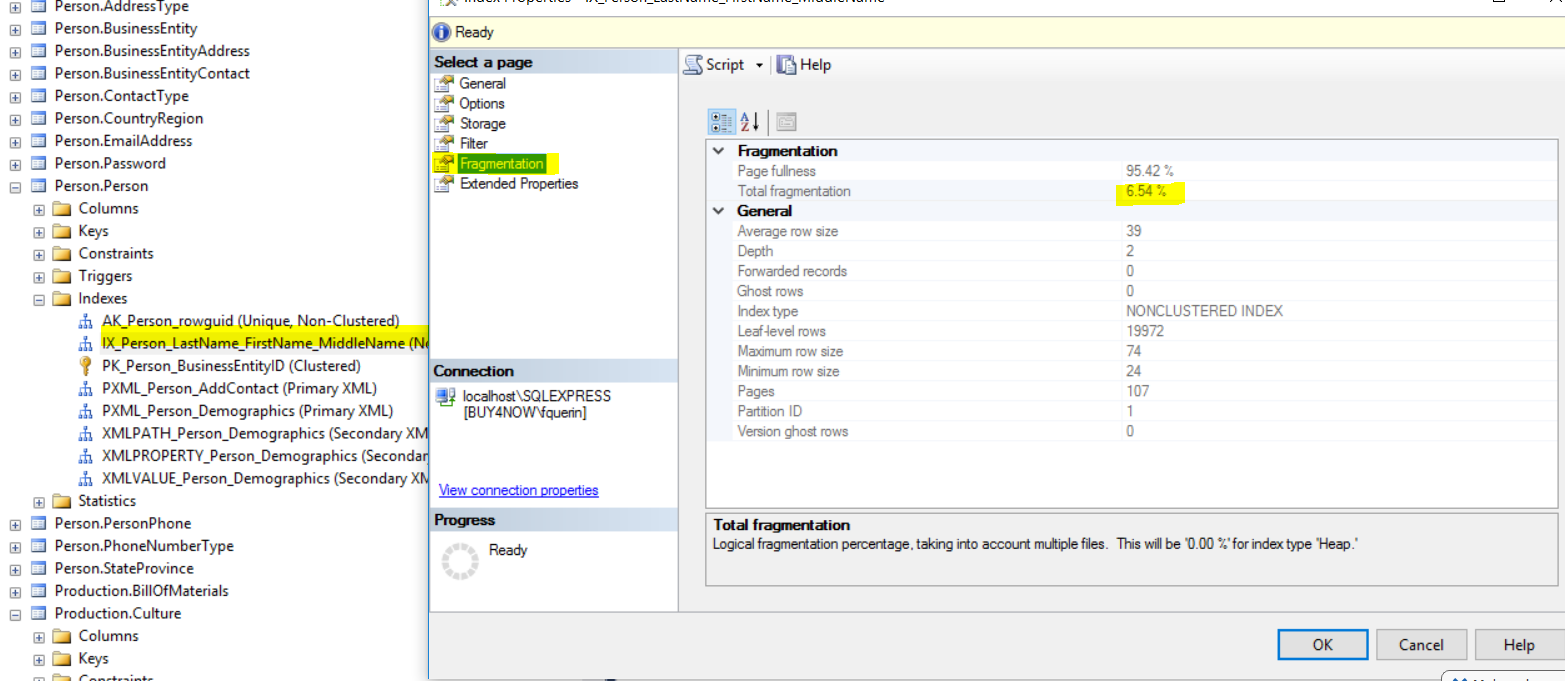 Person.AddressType
Person.BusinessEntity
Person.BusinessEntityAddress
Person.BusinessEntityContact
Person.ContactType
Person.CountryRegion
Person.EmailAddress
Person.Password
Person.Person
Columns
Keys
Constraints
Triggers
Indexes
AK_Person_rowguid (Unique, Non-Clustered)
IX_Person_LastName_FirstName_MiddleName (No
PK_Person_BusinessEntityID (Clustered)
PXML_Person_AddContact (Primary XML)
PXML_Person_Demographics (Primary XML)
XMLPATH_Person_Demographics (Secondary XM
XMLPROPERTY_Person_Demographics (Secondar
XMLVALUE_Person_Demographics (Secondary XM
Statistics
Person.PersonPhone
Person.PhoneNumberType
Person.StateProvince
Production.BillOfMaterials
Production.Culture
Columns
Keys
Constraints
Index Properties - IX_Person_LastName_FirstName_MiddleName
Ready
Select a page
General
Options
Storage
Filter
Fragmentation
Extended Properties
Connection
localhost\SQLEXPRESS
[BUY4NOW\fquerin]
View connection properties
Progress
Ready
Script Help
Fragmentation
Page fullness 95.42 %
Total fragmentation 6.54 %
General
Average row size 39
Depth 2
Forwarded records 0
Ghost rows 0
Index type NONCLUSTERED INDEX
Leaf-level rows 19972
Maximum row size 74
Minimum row size 24
Pages 107
Partition ID 1
Version ghost rows 0
Total fragmentation
Logical fragmentation percentage, taking into account multiple files. This will be '0.00 %' for index type 'Heap.'
OK Cancel Help